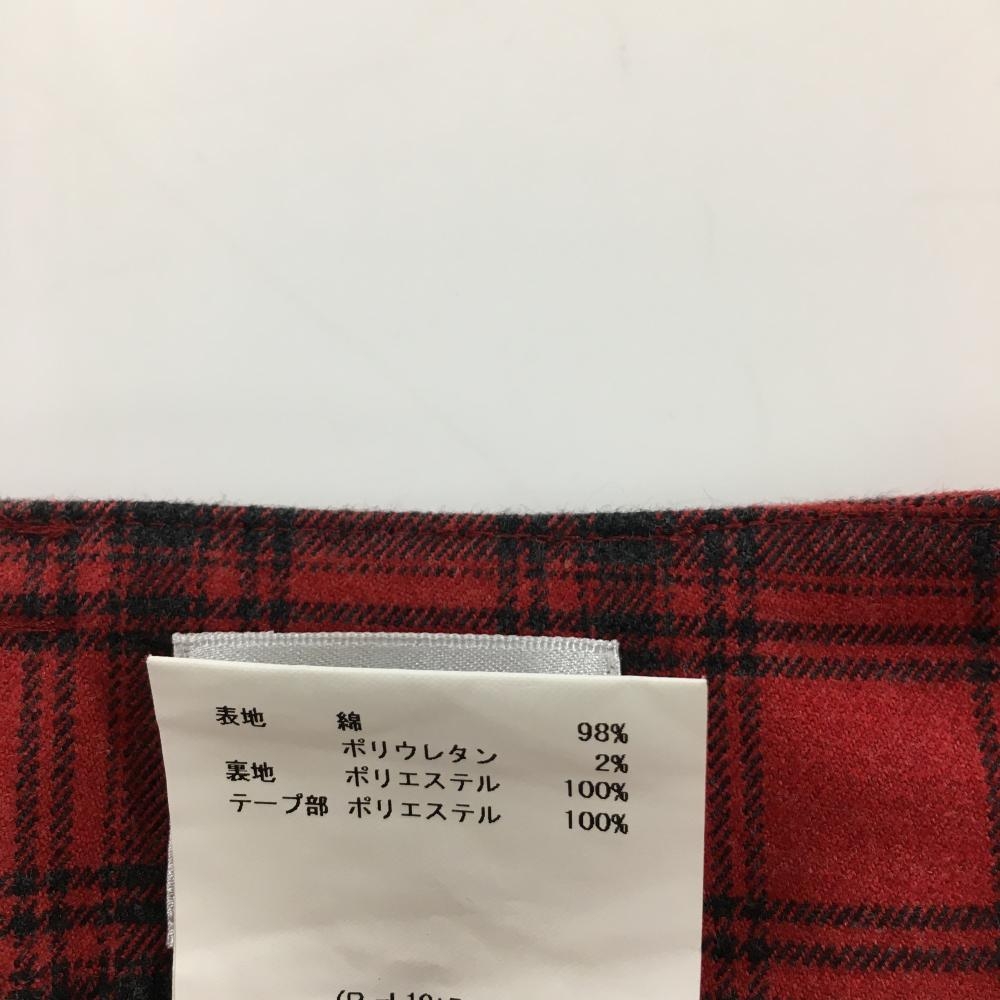 表地 綿 98%
ポリウレタン 2%
裏地 ポリエステル 100%
テープ部 ポリエステル 100%